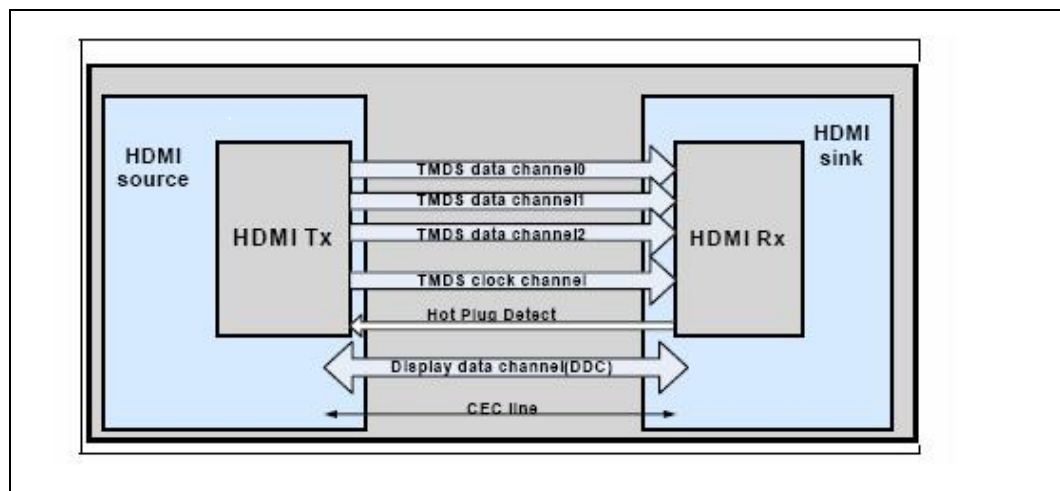 HDMI
source
HDMI Tx
TMDS data channel0
TMDS data channel1
TMDS data channel2
TMDS clock channel
Hot Plug Detect
Display data channel(DDC)
CEC line
HDMI Rx
HDMI
sink